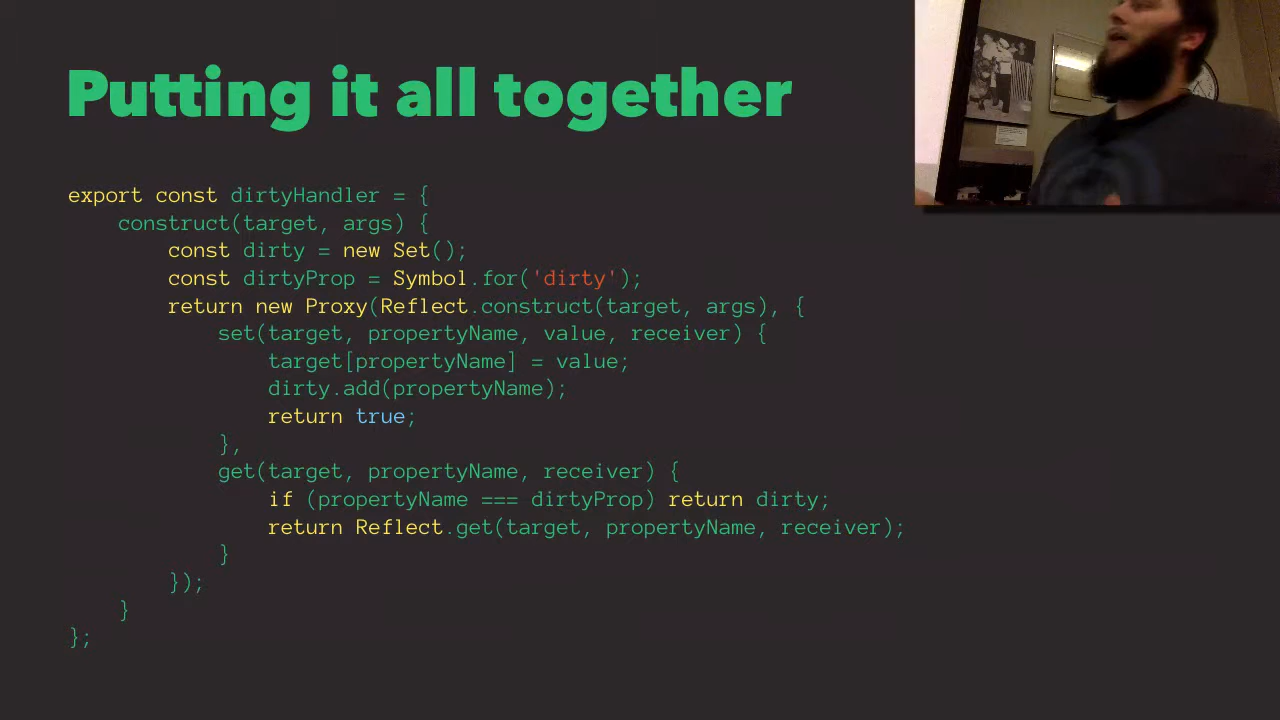 Putting it all together
export const dirtyHandler = {
    construct(target, args) {
        const dirty = new Set();
        const dirtyProp = Symbol.for('dirty');
        return new Proxy(Reflect.construct(target, args), {
            set(target, propertyName, value, receiver) {
                target[propertyName] = value;
                dirty.add(propertyName);
                return true;
            },
            get(target, propertyName, receiver) {
                if (propertyName === dirtyProp) return dirty;
                return Reflect.get(target, propertyName, receiver);
            }
        });
    }
};